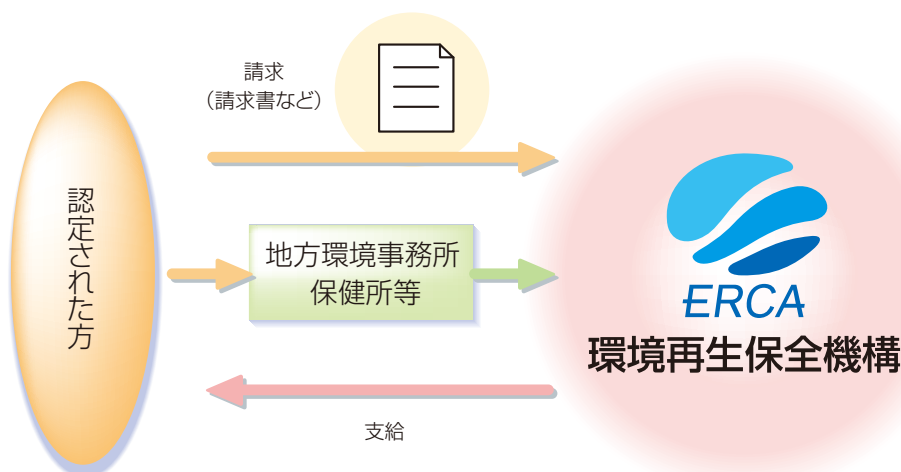 請求
（請求書など）
認定された方
地方環境事務所
保健所等
ERCA
環境再生保全機構
支給